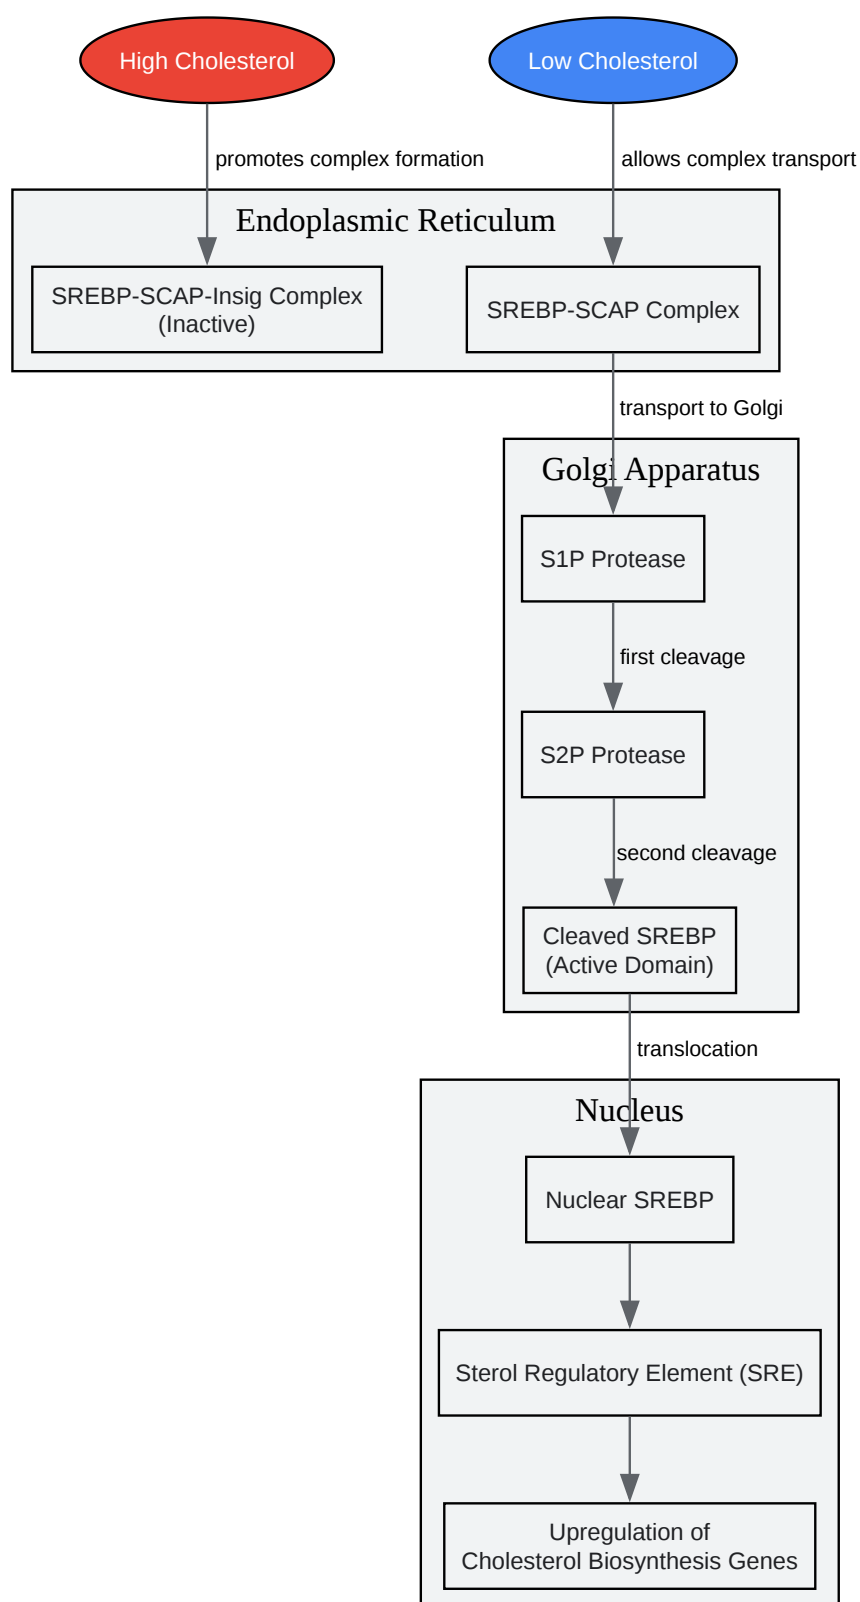 High Cholesterol
Low Cholesterol
promotes complex formation
allows complex transport
Endoplasmic Reticulum
SREBP-SCAP-Insig Complex
(Inactive)
SREBP-SCAP Complex
transport to Golgi
Golgi Apparatus
S1P Protease
first cleavage
S2P Protease
second cleavage
Cleaved SREBP
(Active Domain)
translocation
Nucleus
Nuclear SREBP
Sterol Regulatory Element (SRE)
Upregulation of
Cholesterol Biosynthesis Genes